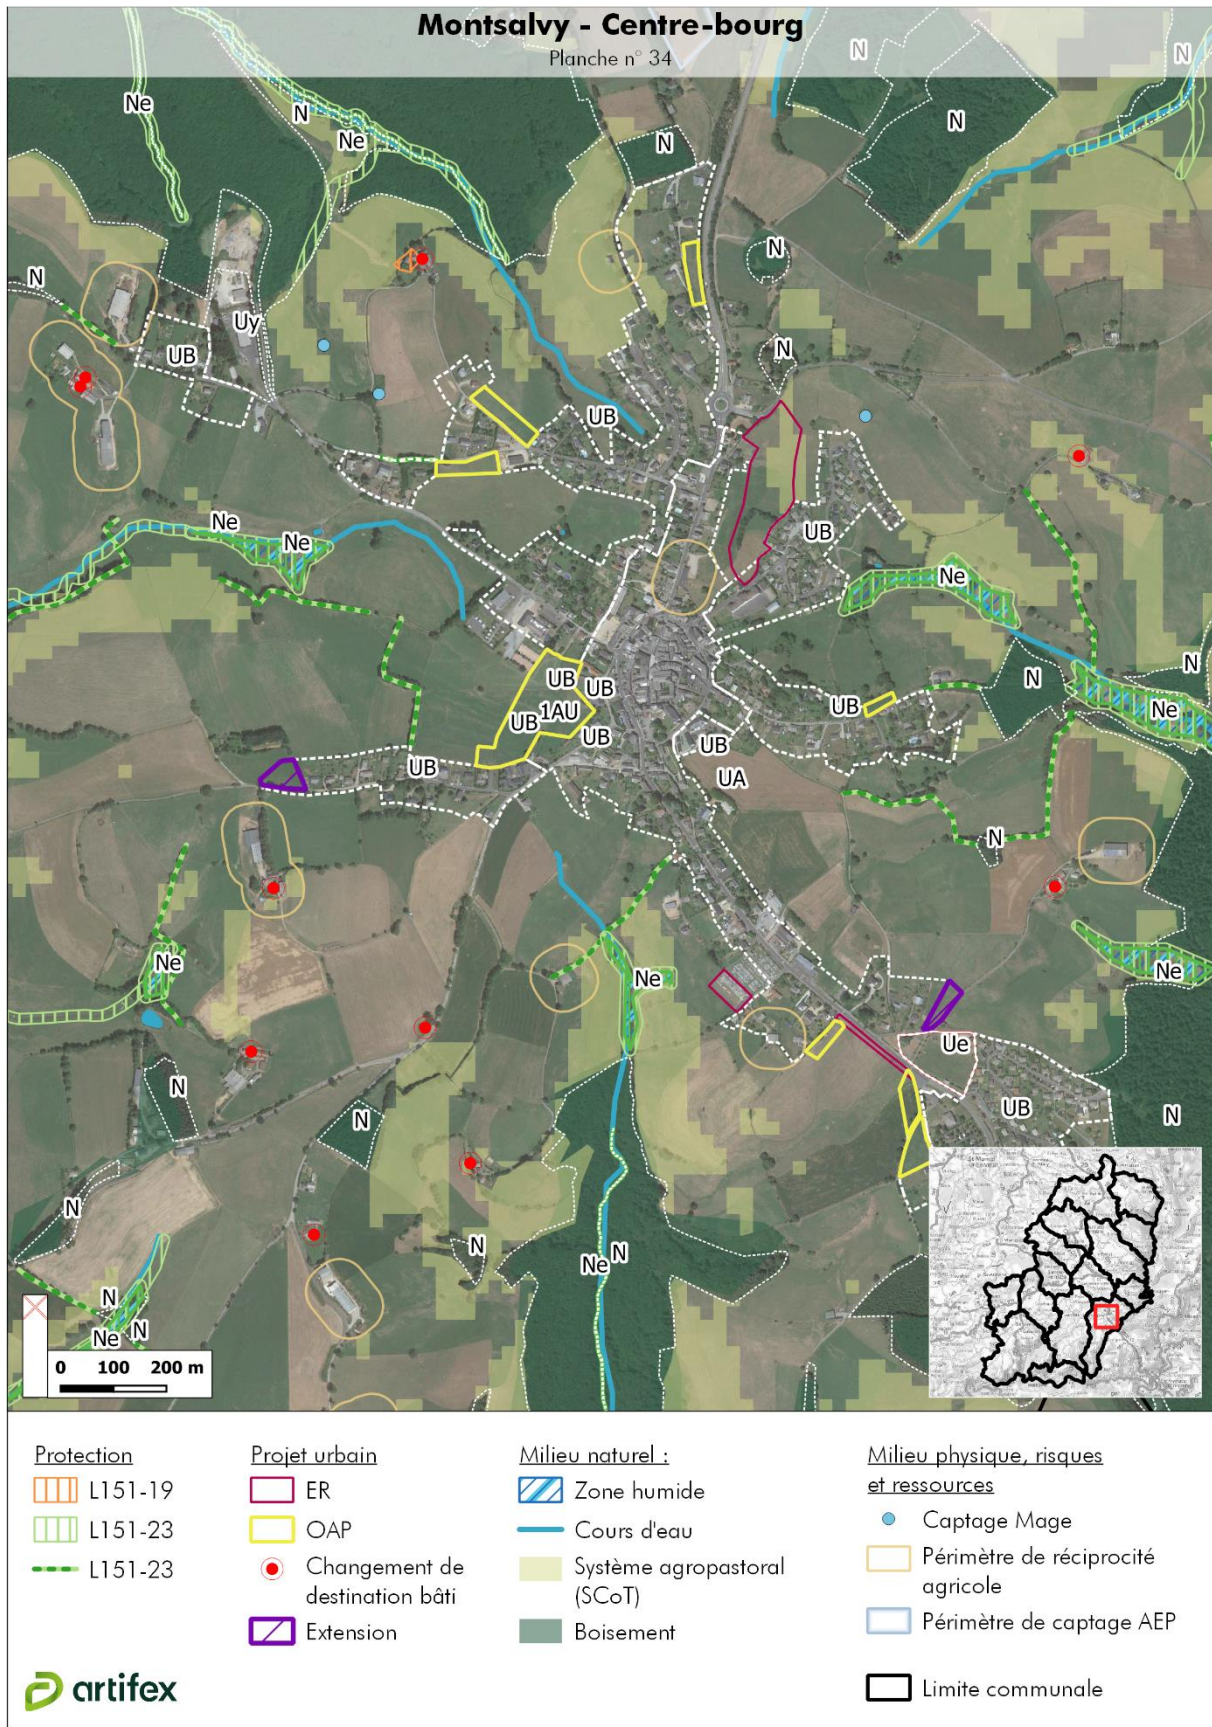 Montsalvy - Centre-bourg
Planche n° 34
N
N
Ne
N
Ne
N
N
N
N
Uy
UB
N
UB
UB
Ne
Ne
Ne
N
N
UB
UB
1AU
UB
UB
UB
Ne
UB
UB
UA
N
Ne
Ne
Ne
Ue
UB
N
N
N
N
N
Ne
N
N
Ne
N
0 100 200 m
Protection
L151-19
L151-23
L151-23
Projet urbain
ER
OAP
Changement de
destination bâti
Extension
Milieu naturel :
Zone humide
Cours d'eau
Système agropastoral
(SCoT)
Boisement
Milieu physique, risques
et ressources
Captage Mage
Périmètre de réciprocité
agricole
Périmètre de captage AEP
Limite communale
artifex